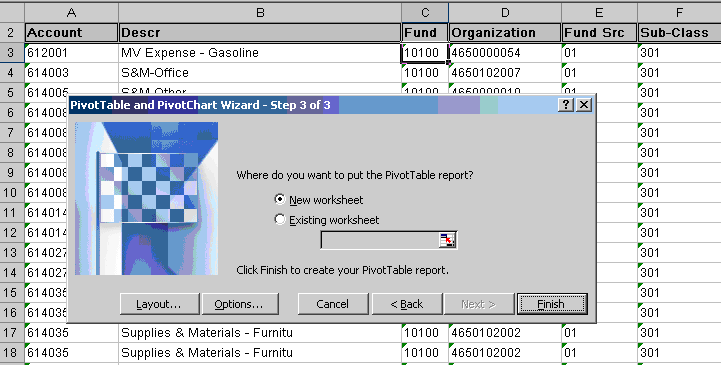 A B C D E F
2 Account Descr Fund Organization Fund Src Sub-Class
3 612001 MV Expense - Gasoline 10100 4650000054 01 301
4 614003 S&M-Office 10100 4650102007 01 301
5 614005 S&M-Other 10100 4650000010 01 301
PivotTable and PivotChart Wizard - Step 3 of 3
6 614008 301
7 614008 301
8 614008 301
9 614008 301
10 614008 301
11 614014 301
12 614014 301
13 614027 301
14 614027 301
15 614035 301
16 614035 301
Where do you want to put the PivotTable report?
New worksheet
Existing worksheet
Click Finish to create your PivotTable report.
Layout... Options... Cancel < Back Next > Finish
17 614035 Supplies & Materials - Furnitu 10100 4650102002 01 301
18 614035 Supplies & Materials - Furnitu 10100 4650102002 01 301